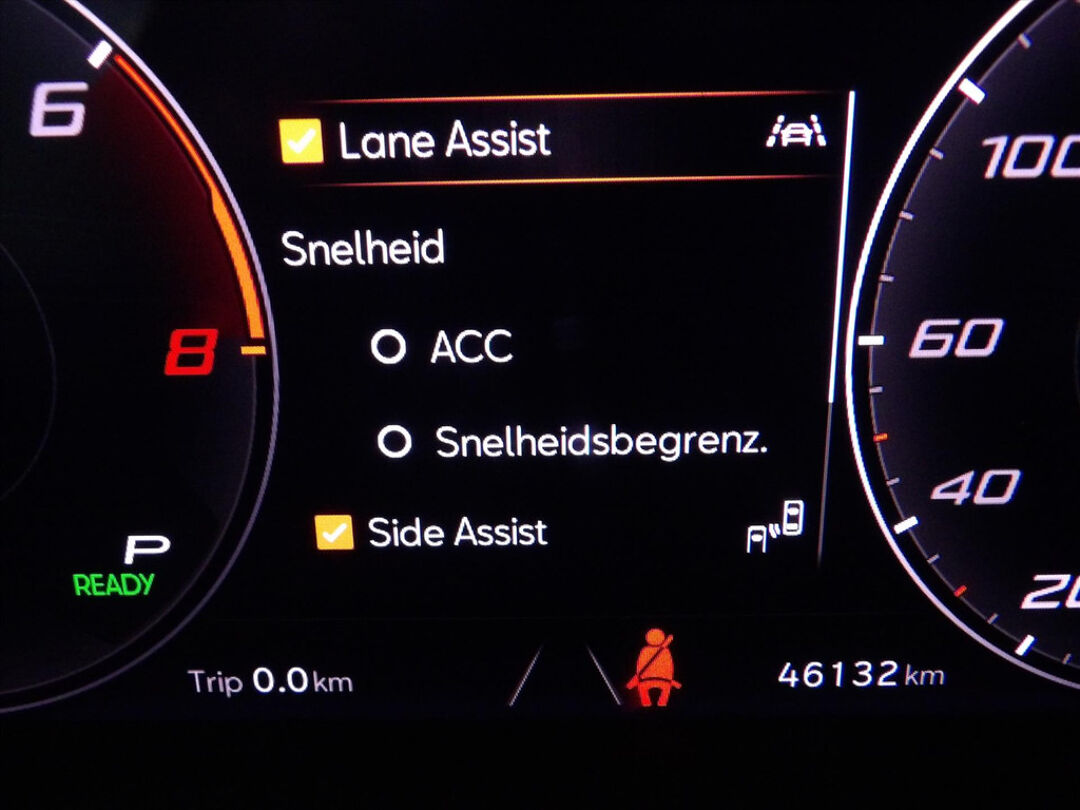 6
Lane Assist
100
Snelheid
8
ACC
60
Snelheidsbegrenz.
40
Side Assist
P
READY
20
Trip 0.0 km
46132 km